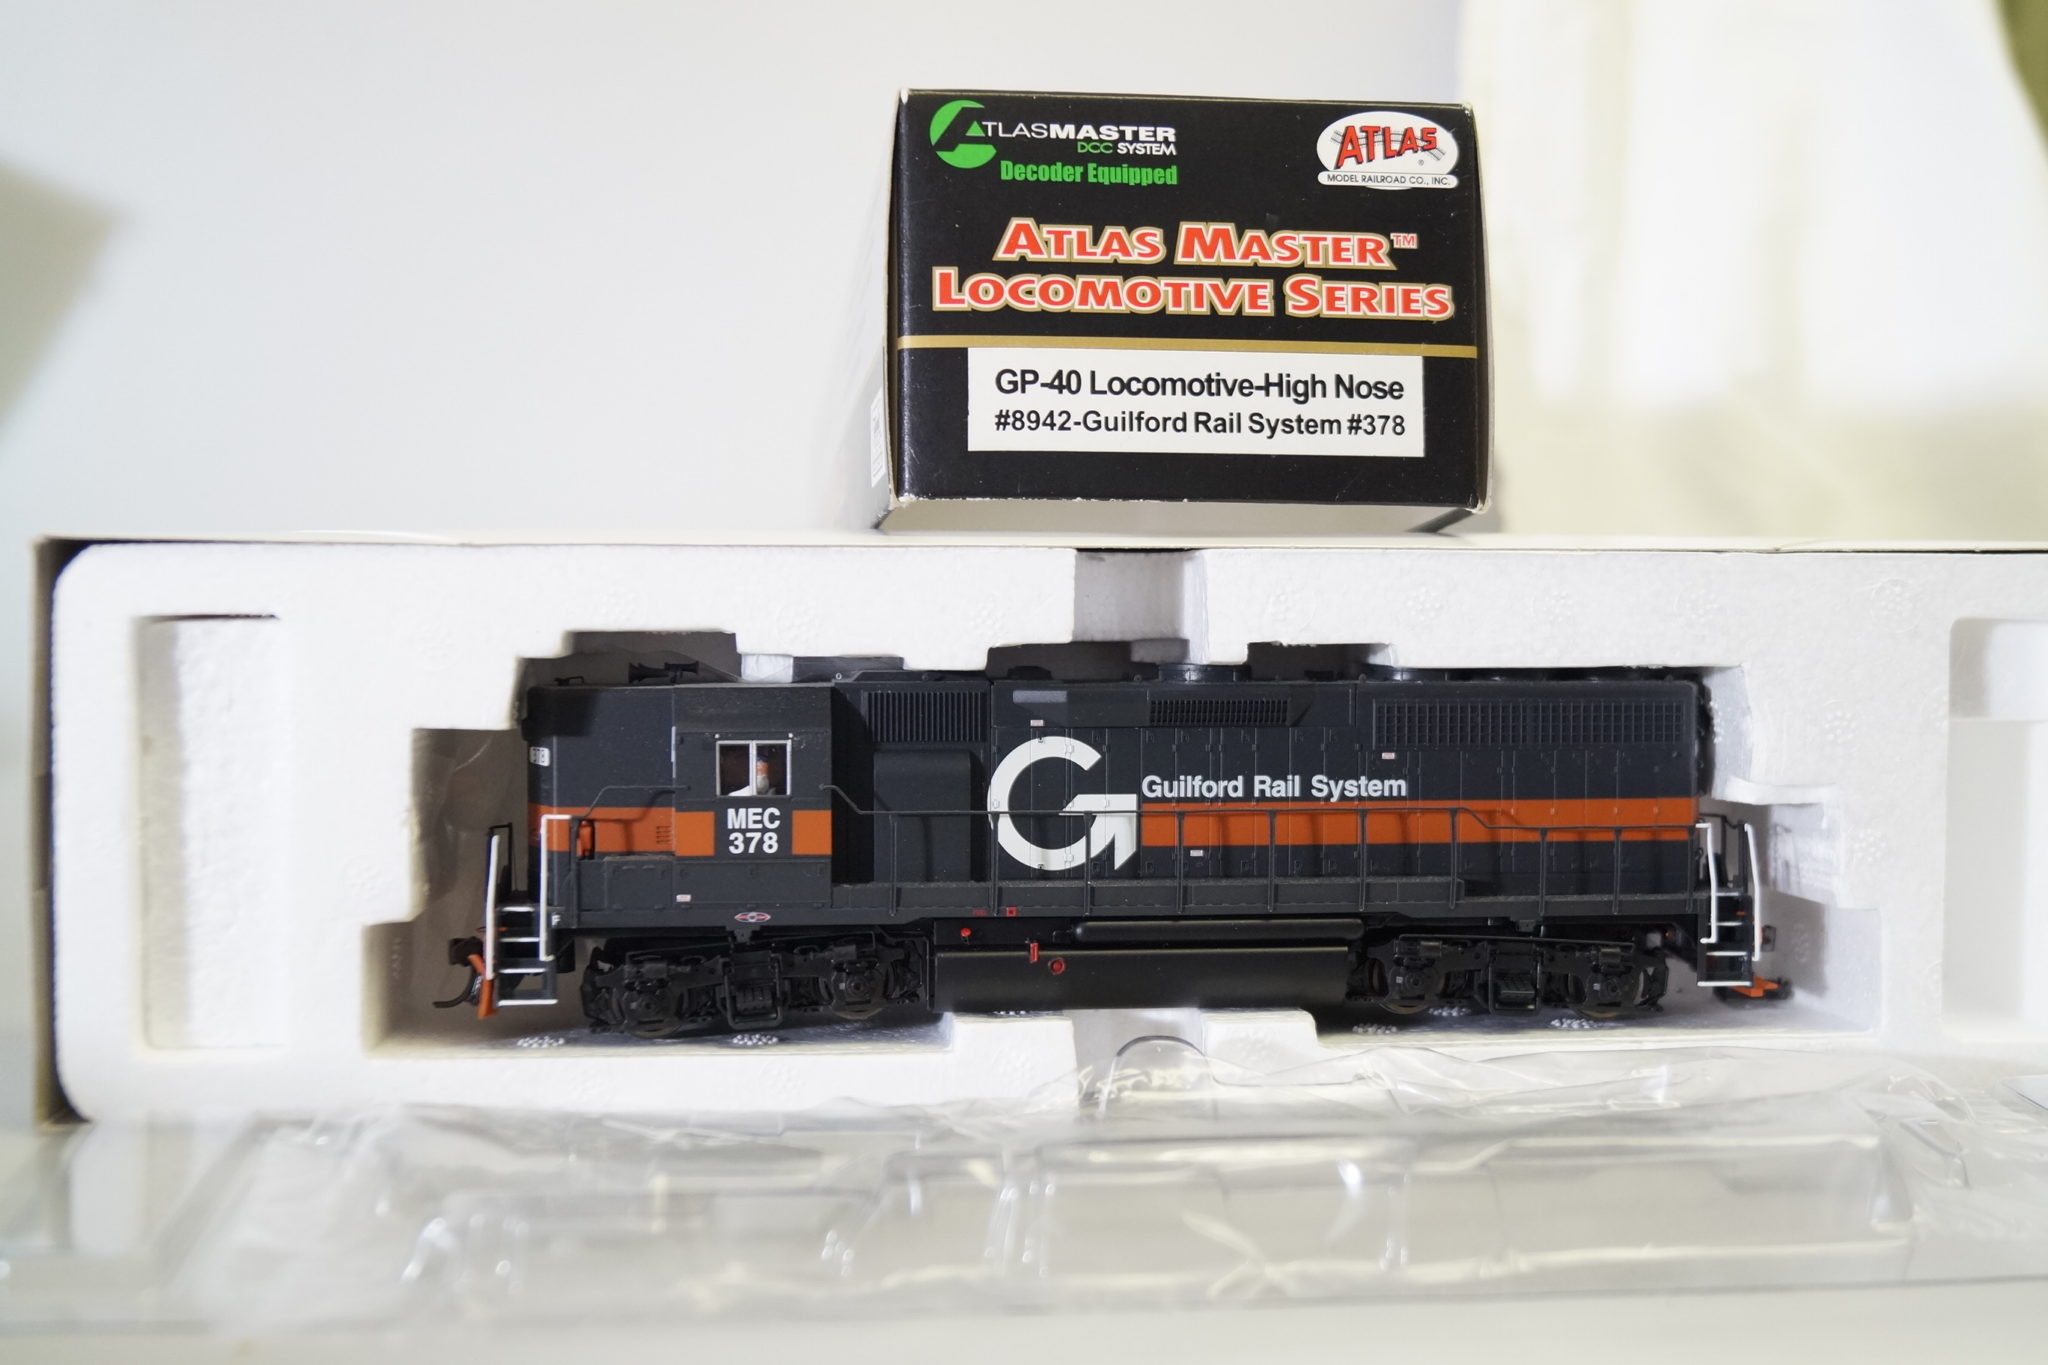 ATLASMASTER
DCC SYSTEM
Decoder Equipped
ATLAS
®
MODEL RAILROAD CO., INC.
ATLAS MASTER™
LOCOMOTIVE SERIES
GP-40 Locomotive-High Nose
#8942-Guilford Rail System #378
378
G Guilford Rail System
MEC
378
F